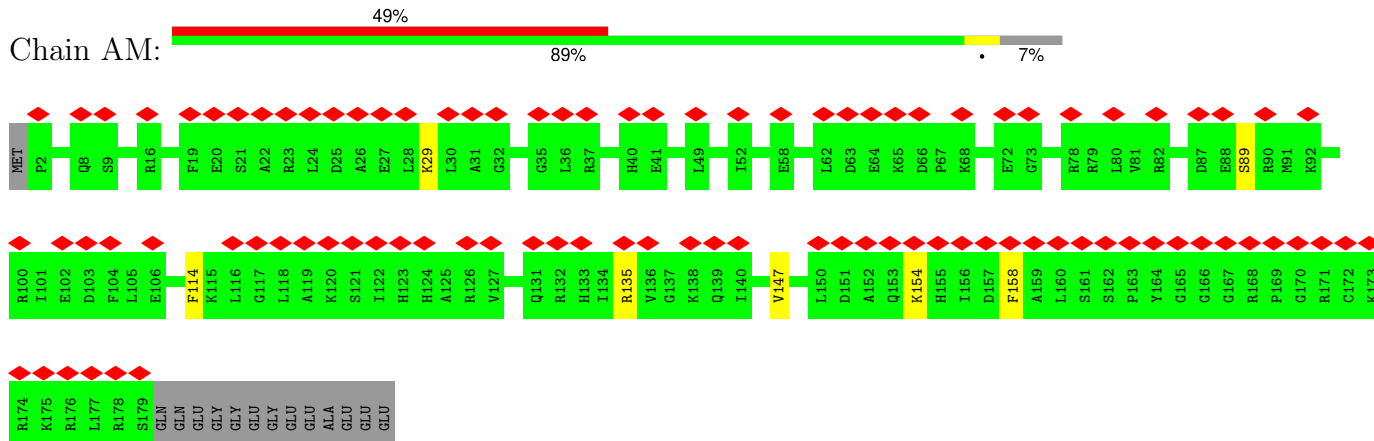 49%
Chain AM:
89% • 7%
MET P2 Q8 S9 R16 F19 E20 S21 A22 R23 L24 D25 A26 E27 L28 K29 L30 A31 G32 G35 L36 R37 H40 E41 L49 I52 E58 L62 D63 E64 K65 D66 P67 K68 E72 G73 R78 R79 L80 V81 R82 D87 E88 S89 R90 M91 K92
R100 I101 E102 D103 F104 L105 E106 F114 K115 L116 G117 L118 A119 K120 S121 I122 H123 H124 A125 R126 V127 Q131 R132 H133 I134 R135 V136 G137 K138 Q139 I140 V147 L150 D151 A152 Q153 K154 H155 I156 D157 F158 A159 L160 S161 S162 P163 Y164 G165 G166 G167 R168 P169 G170 R171 C172 K173
R174 K175 R176 L177 R178 S179 GLN GLN GLU GLY GLY GLU GLY GLU GLU ALA GLU GLU GLU